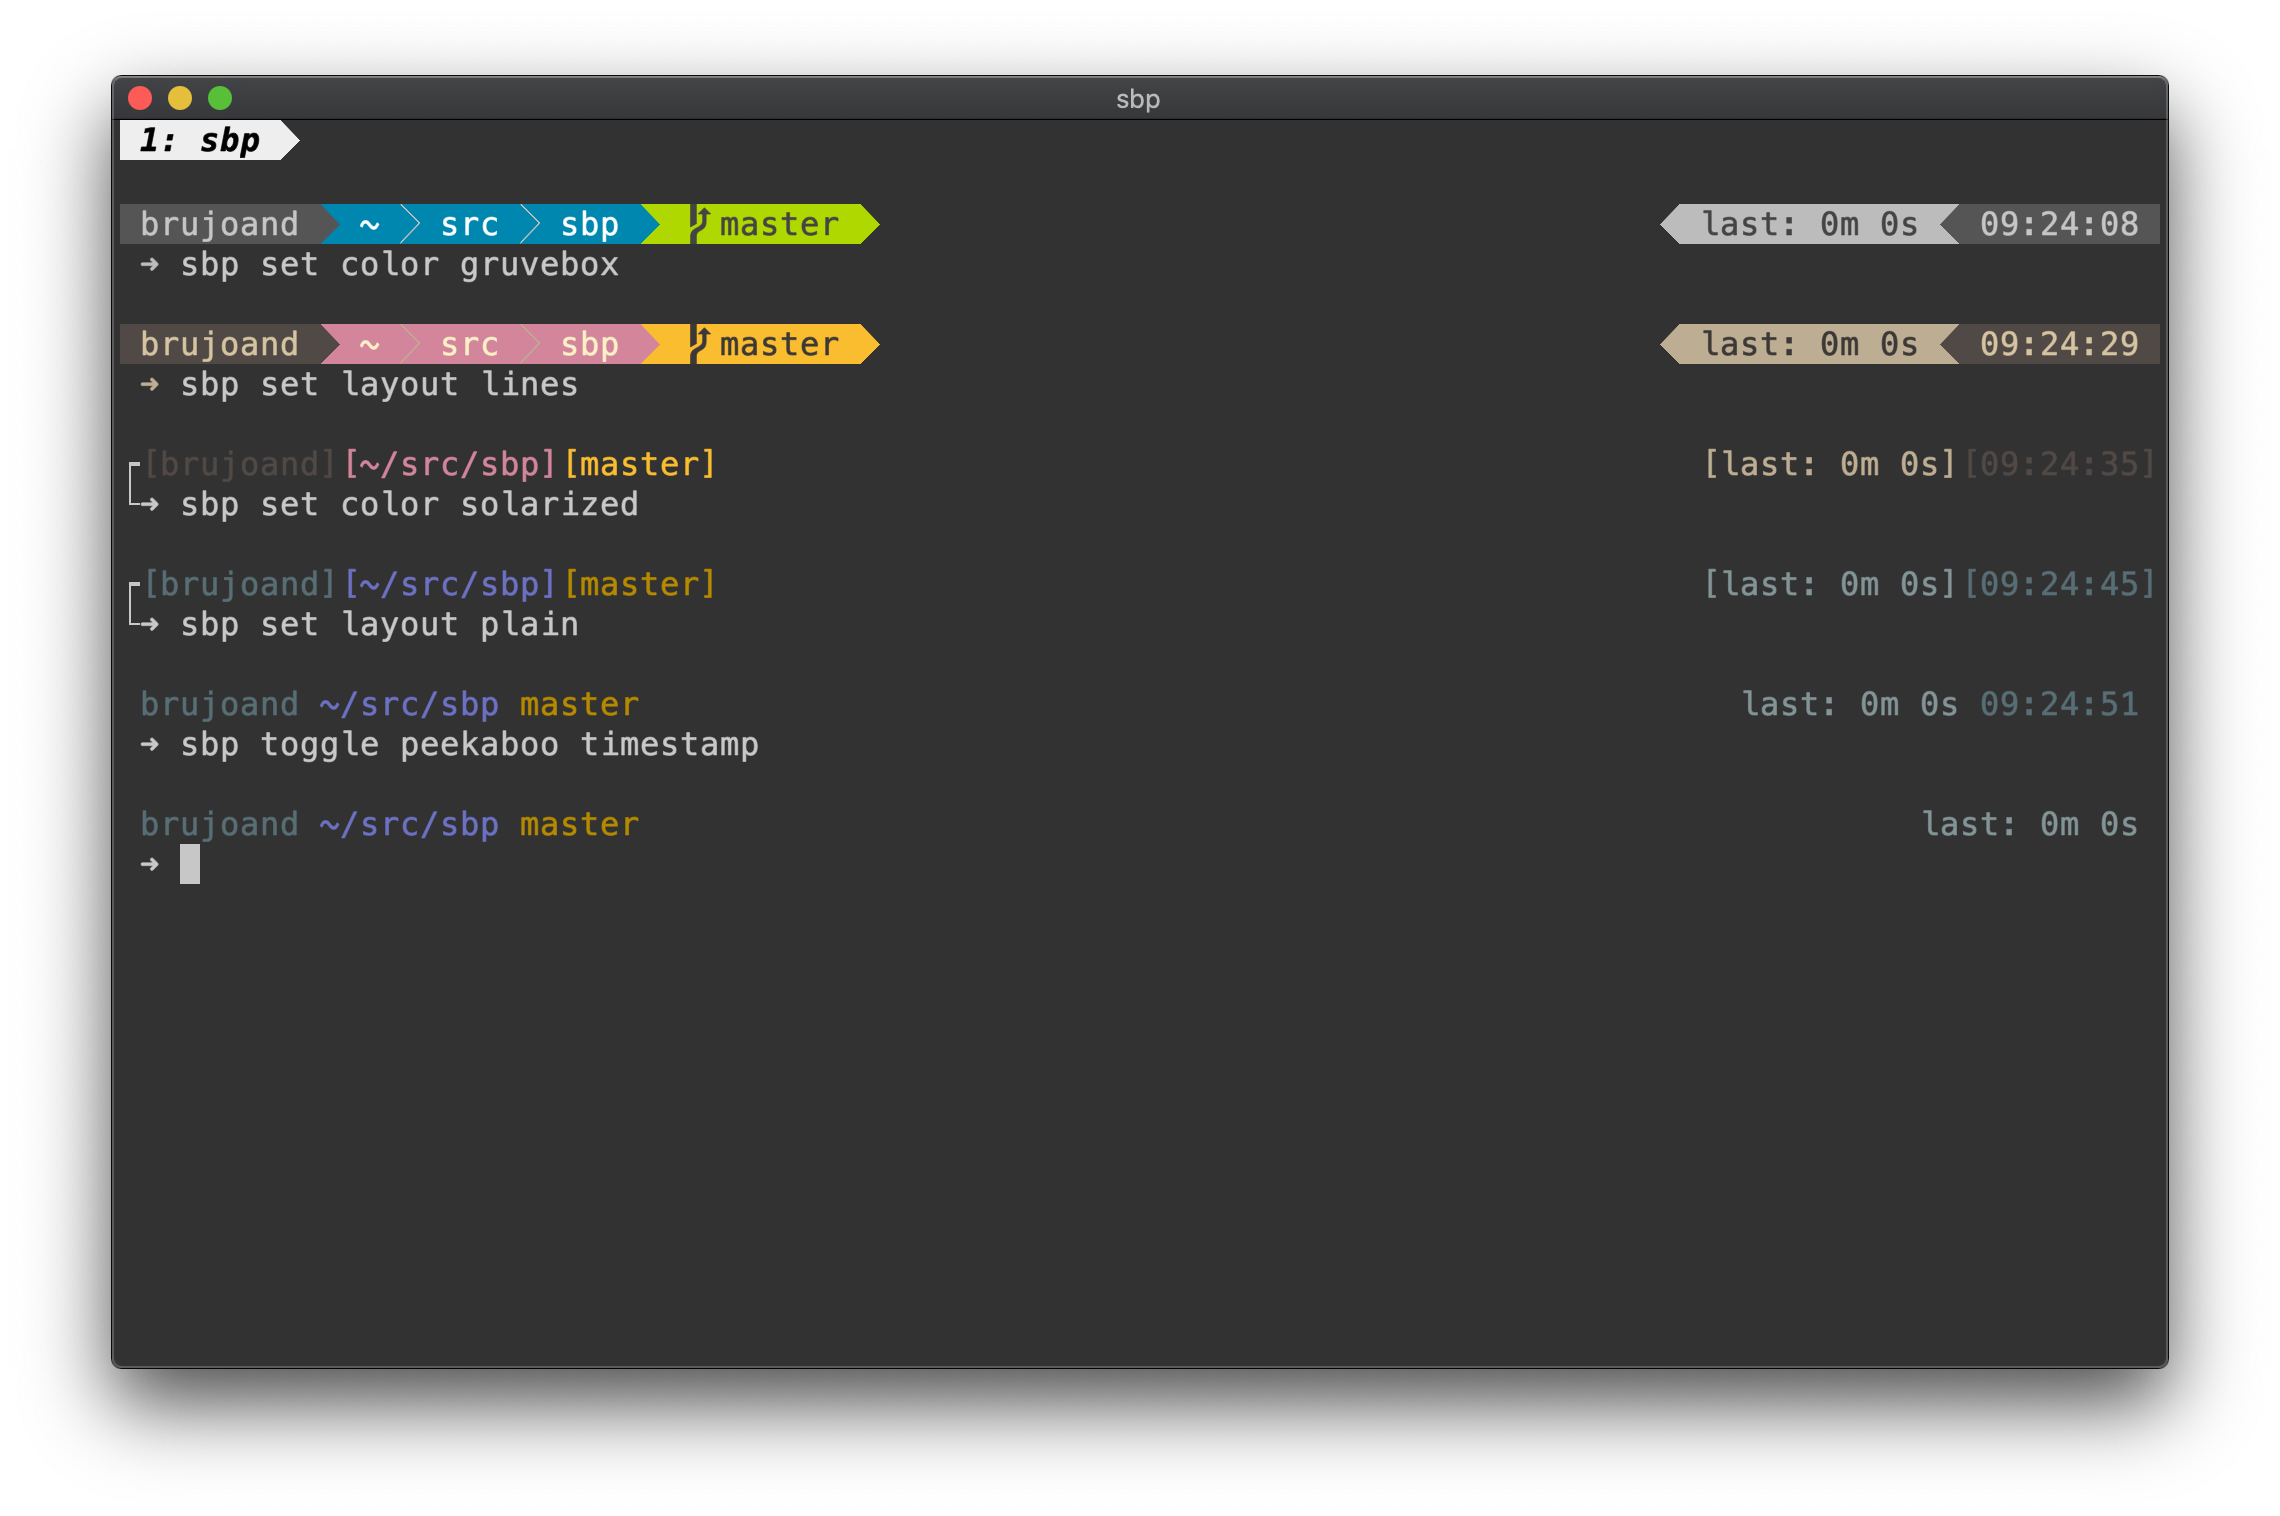 sbp
1: sbp
brujoand ~ src sbp master last: 0m 0s 09:24:08
➜ sbp set color gruvebox
brujoand ~ src sbp master last: 0m 0s 09:24:29
➜ sbp set layout lines
[brujoand][~/src/sbp][master] [last: 0m 0s][09:24:35]
➜ sbp set color solarized
[brujoand][~/src/sbp][master] [last: 0m 0s][09:24:45]
➜ sbp set layout plain
brujoand ~/src/sbp master last: 0m 0s 09:24:51
➜ sbp toggle peekaboo timestamp
brujoand ~/src/sbp master last: 0m 0s
➜